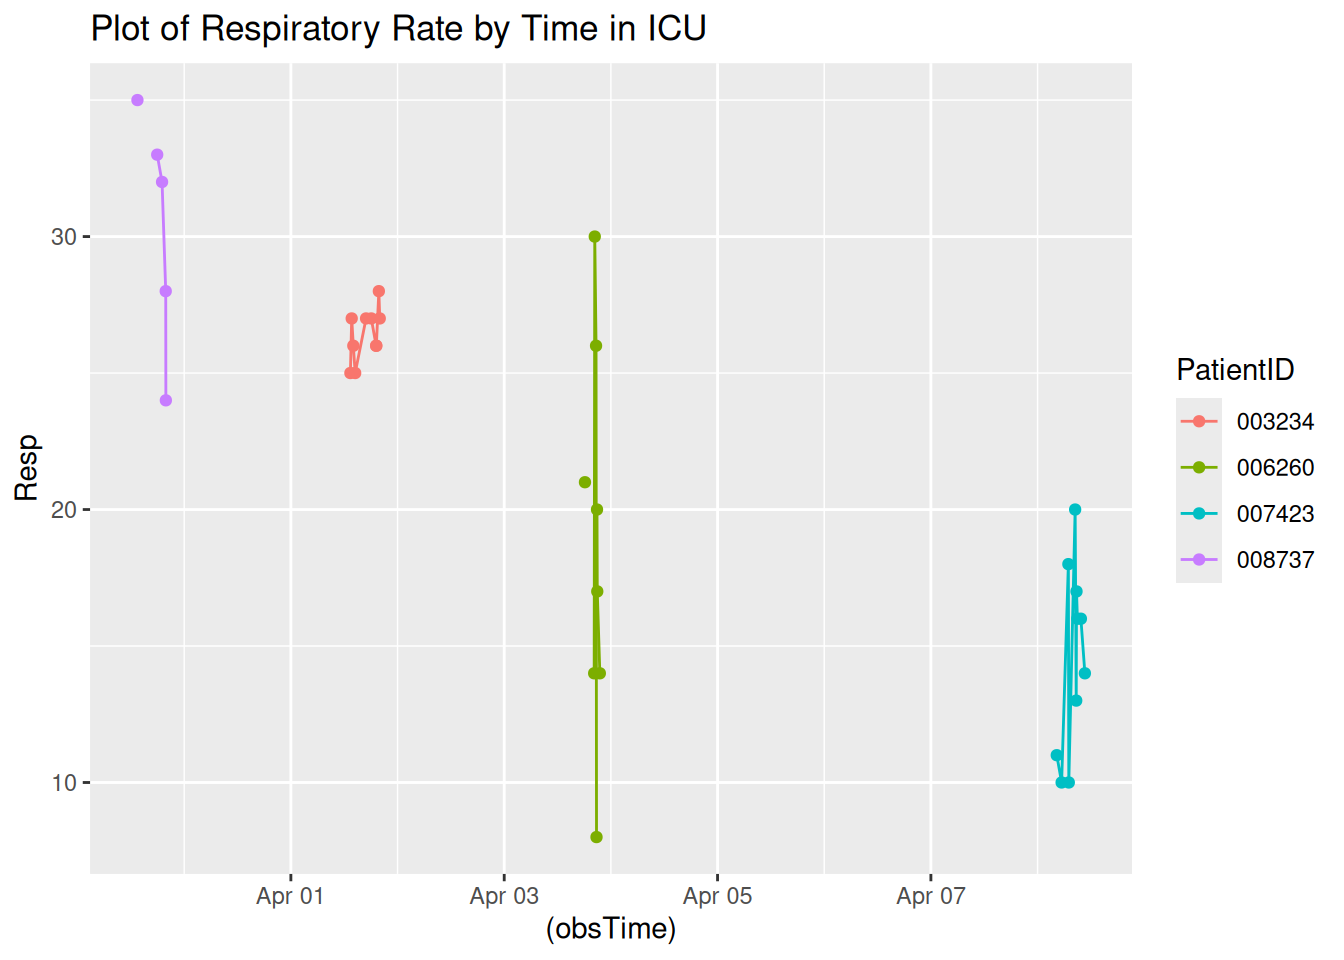 Plot of Respiratory Rate by Time in ICU
Resp
30
20
10
Apr 01 Apr 03 Apr 05 Apr 07
(obsTime)
PatientID
003234
006260
007423
008737